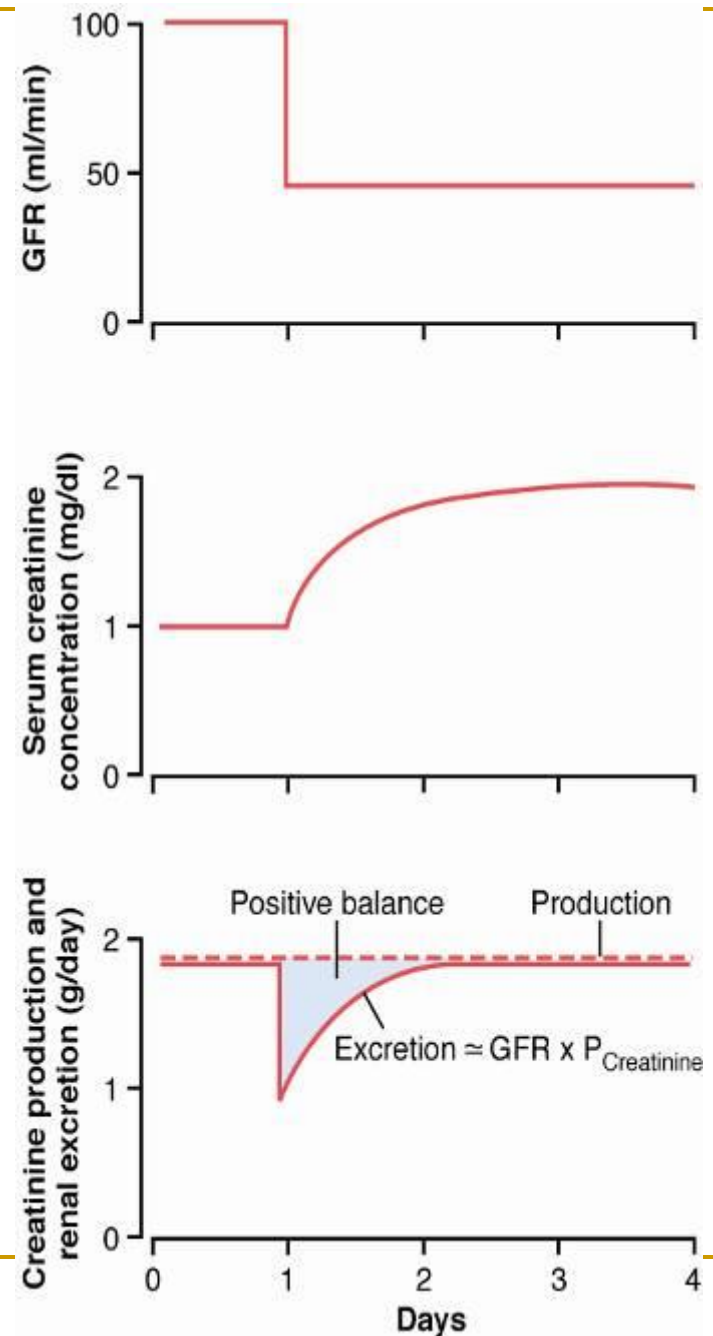 GFR (ml/min)
100
50
0
Serum creatinine
concentration (mg/dl)
2
1
0
Creatinine production and
renal excretion (g/day)
2
1
0
Positive balance
Production
Excretion ≃ GFR x PCreatinine
0 1 2 3 4
Days